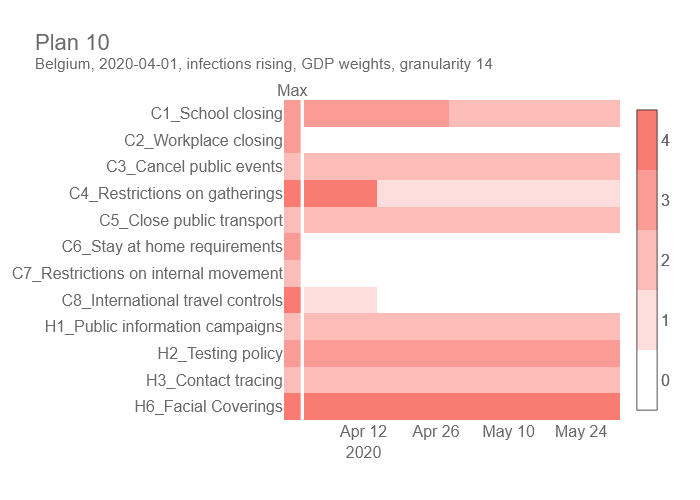 Plan 10
Belgium, 2020-04-01, infections rising, GDP weights, granularity 14
Max
C1_School closing
C2_Workplace closing
C3_Cancel public events
C4_Restrictions on gatherings
C5_Close public transport
C6_Stay at home requirements
C7_Restrictions on internal movement
C8_International travel controls
H1_Public information campaigns
H2_Testing policy
H3_Contact tracing
H6_Facial Coverings
Apr 12 Apr 26 May 10 May 24
2020
4
3
2
1
0